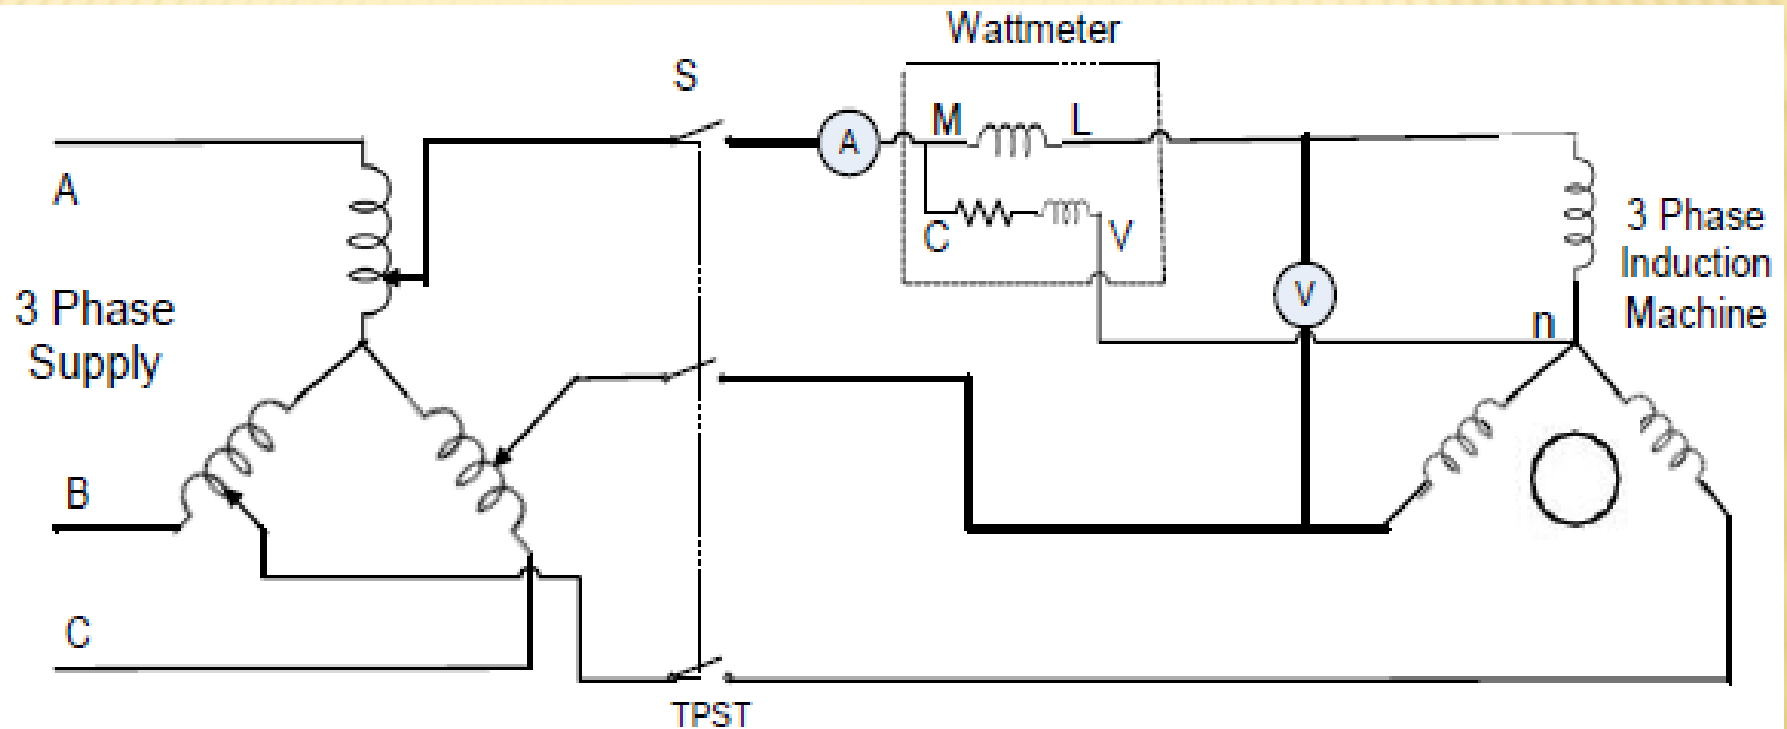 Wattmeter
S
M
L
A
A
C
V
3 Phase
Induction
Machine
3 Phase
Supply
V
n
B
C
TPST